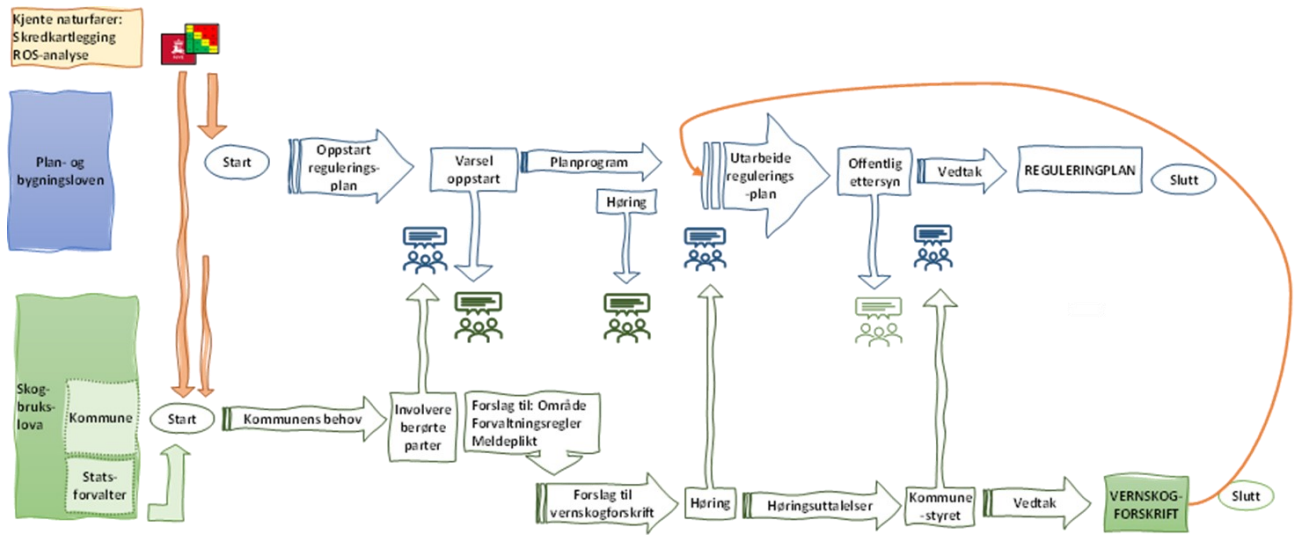 Kjente naturfarer:
Skredkartlegging
ROS-analyse
Plan- og
bygningsloven
Start
Oppstart
regulerings-
plan
Varsel
oppstart
Planprogram
Høring
Utarbeide
regulerings
-plan
Offentlig
ettersyn
Vedtak
REGULERINGPLAN
Slutt
Skog-
bruks-
lova
Kommune
Stats-
forvalter
Start
Kommunens behov
Involvere
berørte
parter
Forslag til: Område
Forvaltningsregler
Meldeplikt
Forslag til
vernskogforskrift
Høring
Høringsuttalelser
Kommune
-styret
Vedtak
VERNSKOG-
FORSKRIFT
Slutt